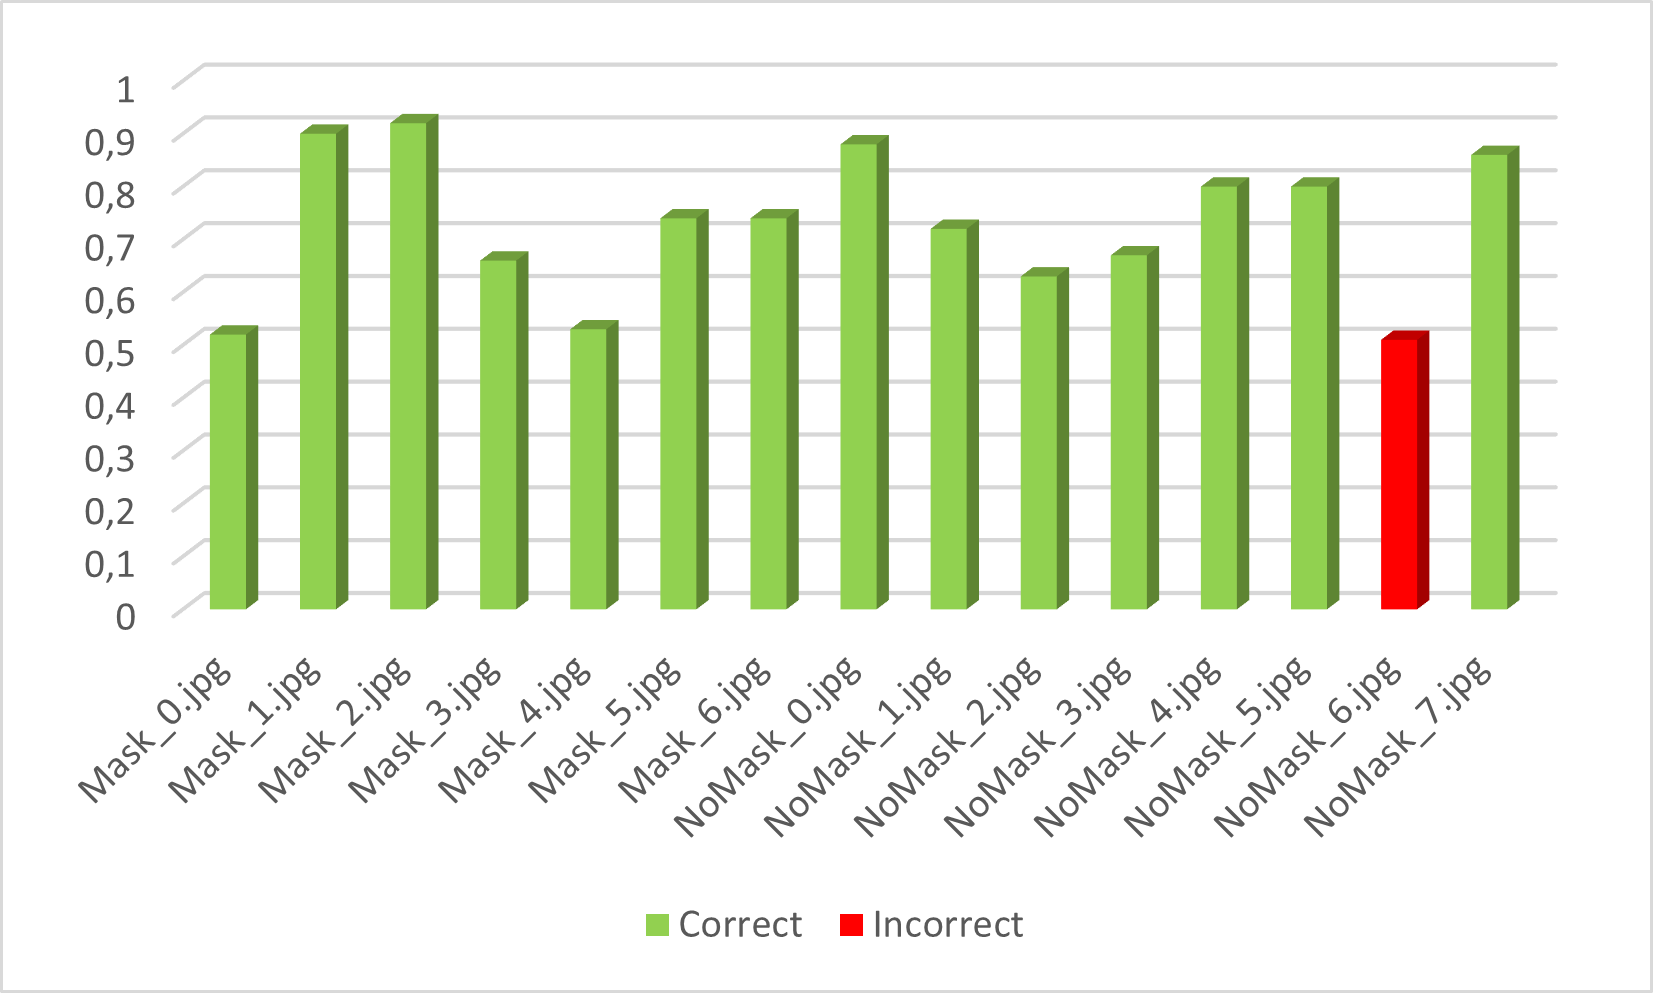 1
0,9
0,8
0,7
0,6
0,5
0,4
0,3
0,2
0,1
0
Mask_0.jpg
Mask_1.jpg
Mask_2.jpg
Mask_3.jpg
Mask_4.jpg
Mask_5.jpg
Mask_6.jpg
NoMask_0.jpg
NoMask_1.jpg
NoMask_2.jpg
NoMask_3.jpg
NoMask_4.jpg
NoMask_5.jpg
NoMask_6.jpg
NoMask_7.jpg
Correct Incorrect